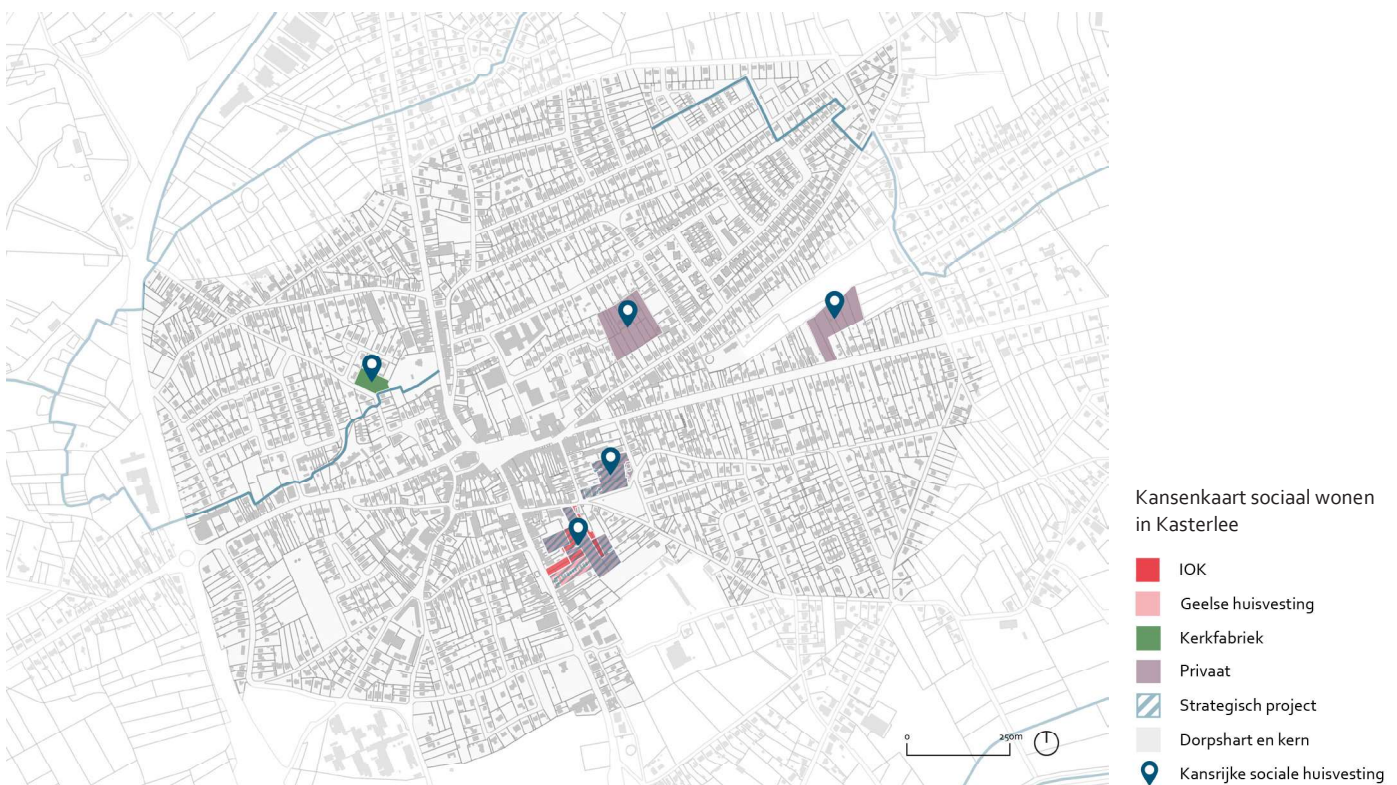 Kansenkaart sociaal wonen
in Kasterlee
IOK
Geelse huisvesting
Kerkfabriek
Privaat
Strategisch project
Dorpshart en kern
Kansrijke sociale huisvesting
0 250m